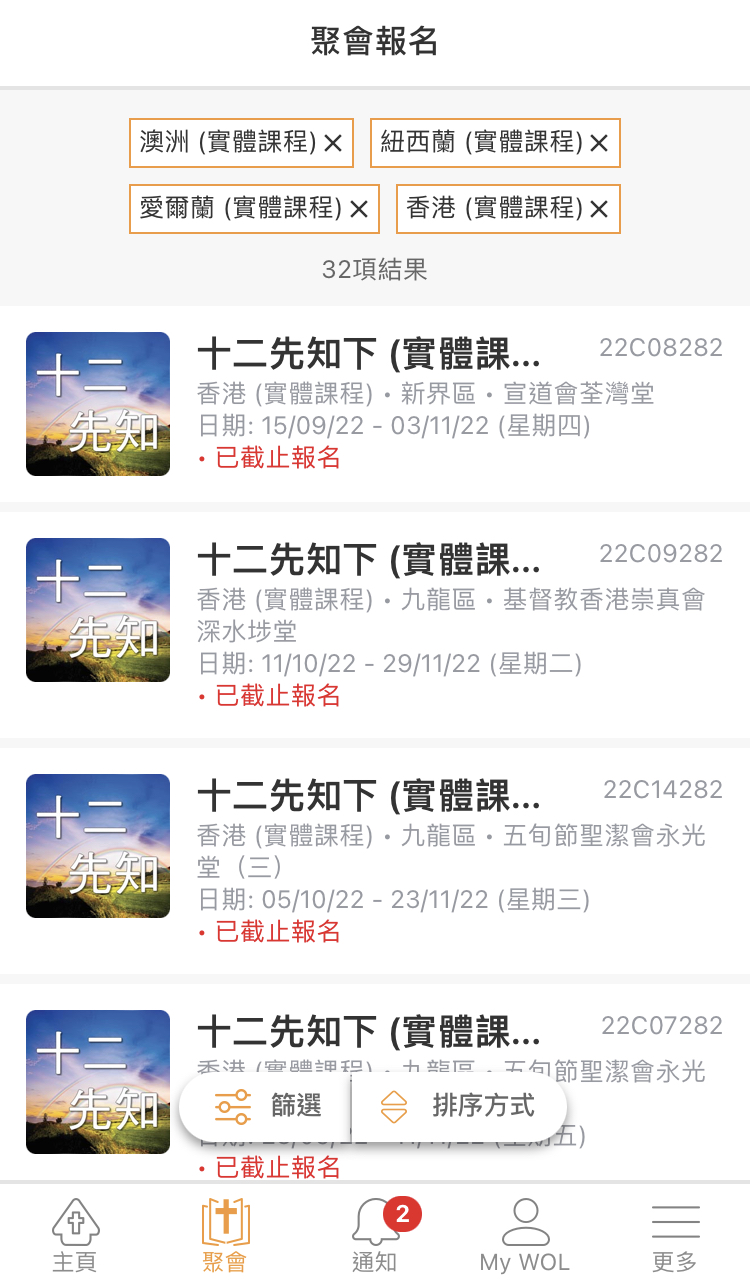 聚會報名
澳洲 (實體課程) ✕ 紐西蘭 (實體課程) ✕
愛爾蘭 (實體課程) ✕ 香港 (實體課程) ✕
32項結果
十二
先知
十二先知下 (實體課... 22C08282
香港 (實體課程) • 新界區 • 宣道會荃灣堂
日期: 15/09/22 - 03/11/22 (星期四)
• 已截止報名
十二
先知
十二先知下 (實體課... 22C09282
香港 (實體課程) • 九龍區 • 基督教香港崇真會
深水埗堂
日期: 11/10/22 - 29/11/22 (星期二)
• 已截止報名
十二
先知
十二先知下 (實體課... 22C14282
香港 (實體課程) • 九龍區 • 五旬節聖潔會永光
堂（三）
日期: 05/10/22 - 23/11/22 (星期三)
• 已截止報名
十二
先知
十二先知下 (實體課... 22C07282
香港 (實體課程) • 九龍區 • 五旬節聖潔會永光
篩選 排序方式
五)
• 已截止報名
2
主頁 聚會 通知 My WOL 更多